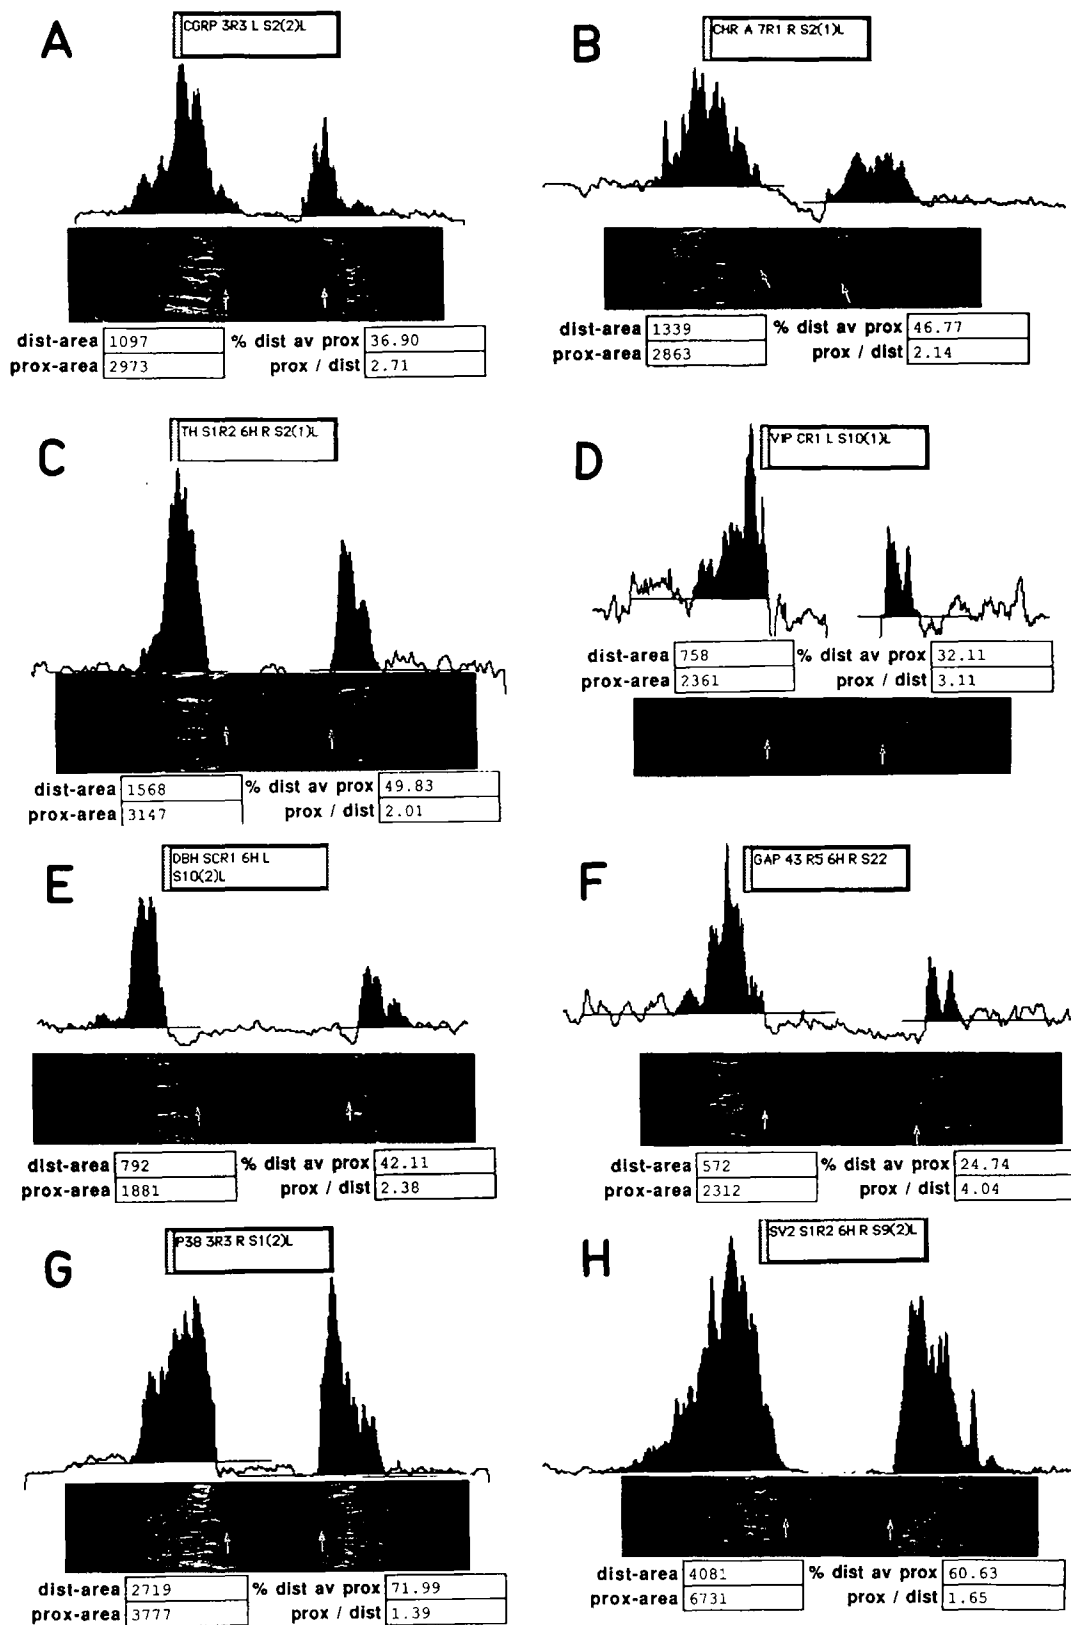 A
CGRP 3R3 L S2(2)L
dist-area 1097 % dist av prox 36.90
prox-area 2973 prox / dist 2.71
B
CHR A 7R1 R S2(1)L
dist-area 1339 % dist av prox 46.77
prox-area 2863 prox / dist 2.14
C
TH S1R2 6H R S2(1)L
dist-area 1568 % dist av prox 49.83
prox-area 3147 prox / dist 2.01
D
VIP CR1 L S10(1)L
dist-area 758 % dist av prox 32.11
prox-area 2361 prox / dist 3.11
E
DBH SCR1 6H L
S10(2)L
dist-area 792 % dist av prox 42.11
prox-area 1881 prox / dist 2.38
F
GAP 43 R5 6H R S22
dist-area 572 % dist av prox 24.74
prox-area 2312 prox / dist 4.04
G
P38 3R3 R S1(2)L
dist-area 2719 % dist av prox 71.99
prox-area 3777 prox / dist 1.39
H
SV2 S1R2 6H R S9(2)L
dist-area 4081 % dist av prox 60.63
prox-area 6731 prox / dist 1.65